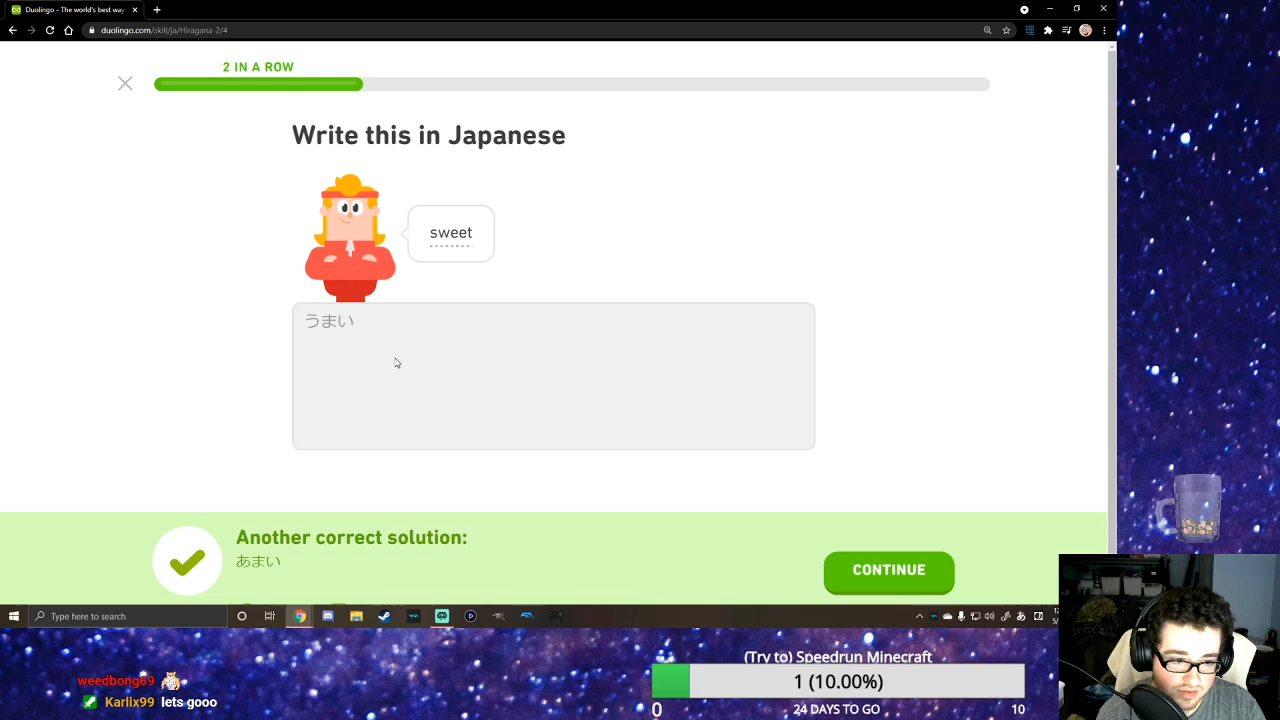 Duolingo - The world's best way
duolingo.com/skill/ja/Hiragana-2/4
2 IN A ROW
Write this in Japanese
sweet
うまい
Another correct solution:
あまい
CONTINUE
Type here to search
あ
weedbong69
Karlix99 lets gooo
(Try to) Speedrun Minecraft
1 (10.00%)
0
24 DAYS TO GO
10